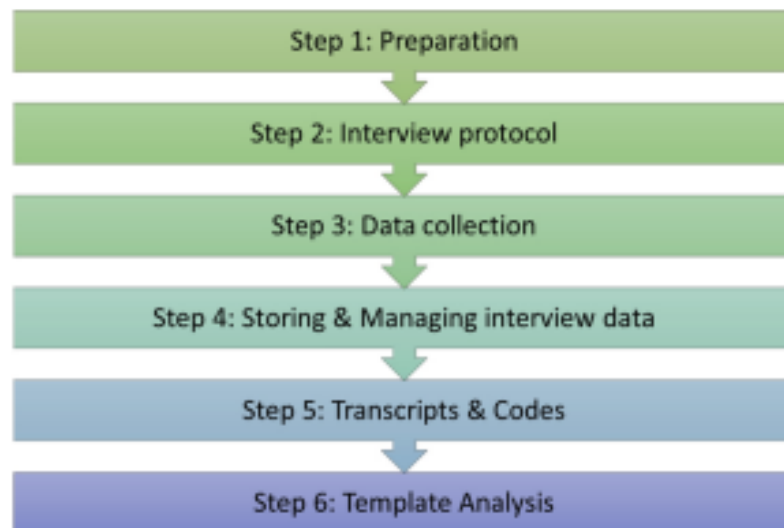 Step 1: Preparation
Step 2: Interview protocol
Step 3: Data collection
Step 4: Storing & Managing interview data
Step 5: Transcripts & Codes
Step 6: Template Analysis